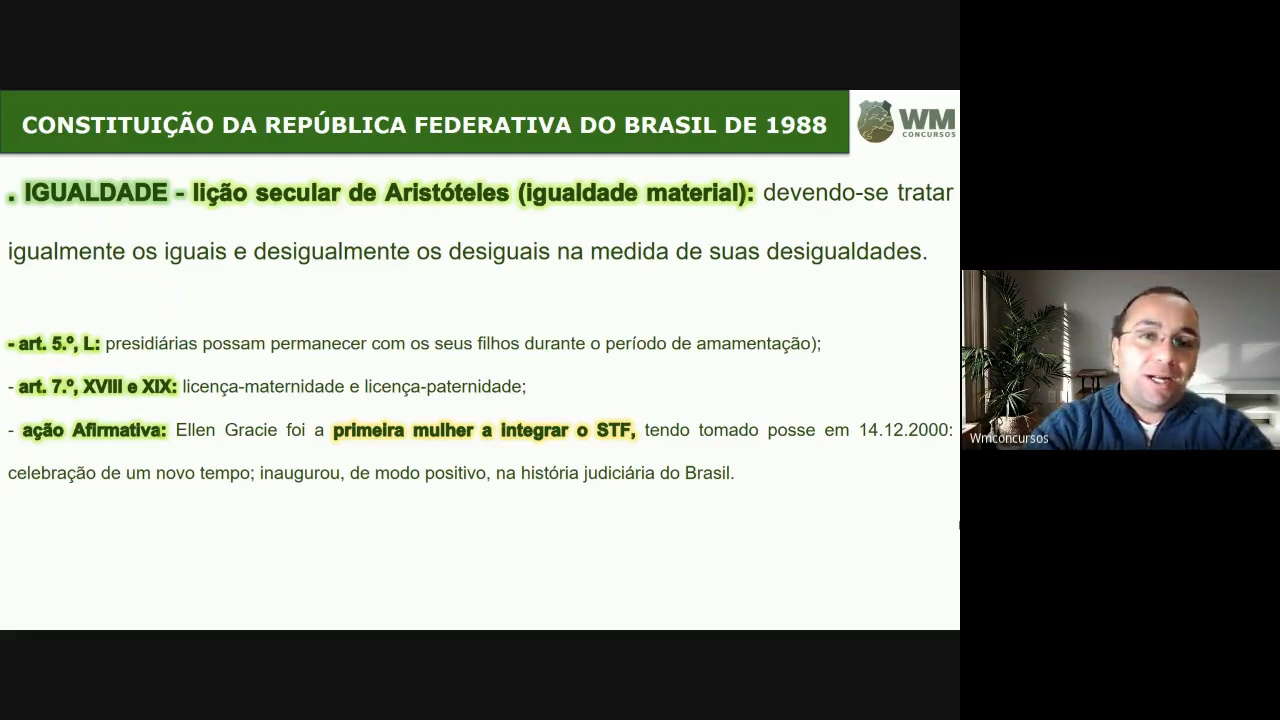 CONSTITUIÇÃO DA REPÚBLICA FEDERATIVA DO BRASIL DE 1988
WM
CONCURSOS
. IGUALDADE - lição secular de Aristóteles (igualdade material): devendo-se tratar
igualmente os iguais e desigualmente os desiguais na medida de suas desigualdades.
- art. 5.º, L: presidiárias possam permanecer com os seus filhos durante o período de amamentação);
- art. 7.º, XVIII e XIX: licença-maternidade e licença-paternidade;
- ação Afirmativa: Ellen Gracie foi a primeira mulher a integrar o STF, tendo tomado posse em 14.12.2000:
celebração de um novo tempo; inaugurou, de modo positivo, na história judiciária do Brasil.
Wmconcursos